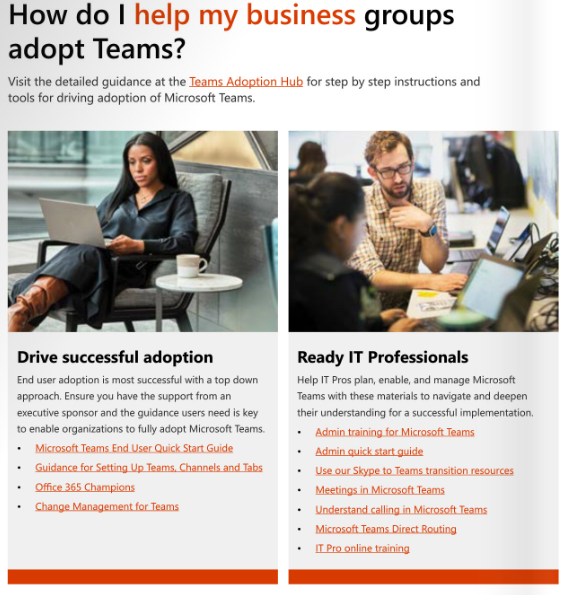 How do I help my business groups
adopt Teams?
Visit the detailed guidance at the Teams Adoption Hub for step by step instructions and
tools for driving adoption of Microsoft Teams.
Drive successful adoption
End user adoption is most successful with a top down
approach. Ensure you have the support from an
executive sponsor and the guidance users need is key
to enable organizations to fully adopt Microsoft Teams.
• Microsoft Teams End User Quick Start Guide
• Guidance for Setting Up Teams, Channels and Tabs
• Office 365 Champions
• Change Management for Teams
Ready IT Professionals
Help IT Pros plan, enable, and manage Microsoft
Teams with these materials to navigate and deepen
their understanding for a successful implementation.
• Admin training for Microsoft Teams
• Admin quick start guide
• Use our Skype to Teams transition resources
• Meetings in Microsoft Teams
• Understand calling in Microsoft Teams
• Microsoft Teams Direct Routing
• IT Pro online training